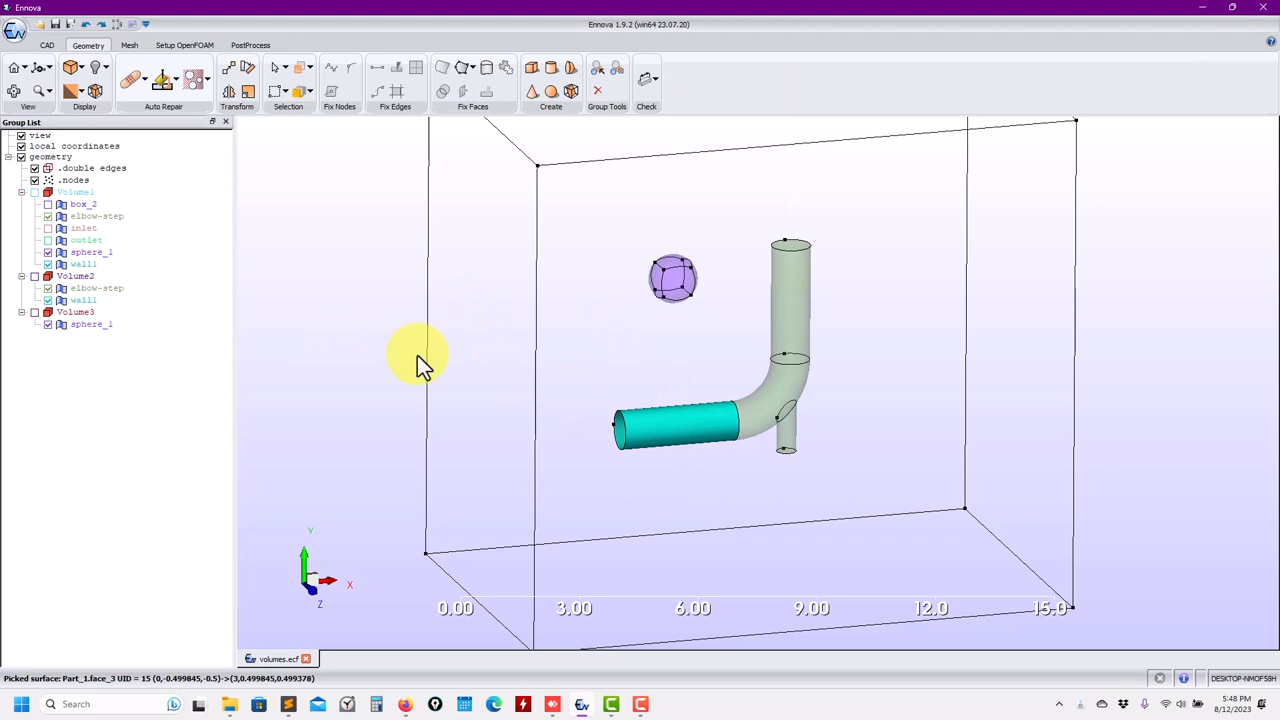 Ennova
Ennova 1.9.2 (win64 23.07.20)
CAD Geometry Mesh Setup OpenFOAM PostProcess
View Display Auto Repair Transform Selection Fix Nodes Fix Edges Fix Faces Create Group Tools Check
Group List
view
local coordinates
geometry
.double edges
.nodes
Volume1
box_2
elbow-step
inlet
outlet
sphere_1
wall1
Volume2
elbow-step
wall1
Volume3
sphere_1
Y
X
Z
0.00 3.00 6.00 9.00 12.0 15.0
volumes.ecf
Picked surface: Part_1.face_3 UID = 15 (0,-0.499845,-0.5)->(3,0.499845,0.499378)
DESKTOP-NMOF58H
Search
5:48 PM
8/12/2023